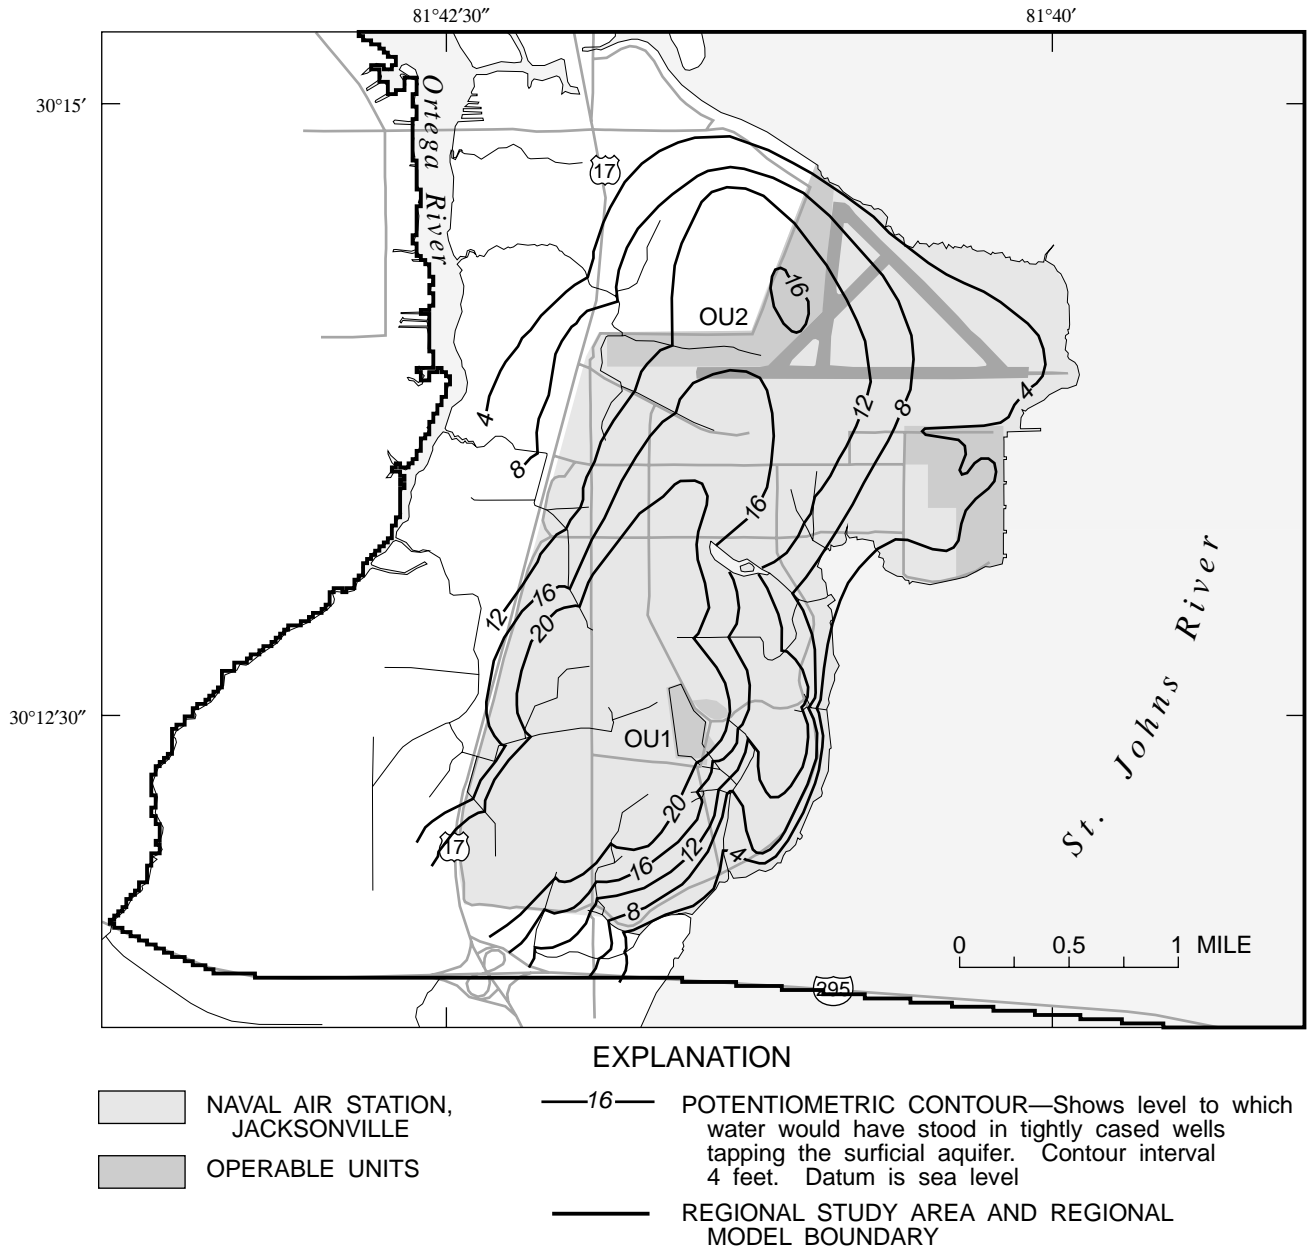 81°42′30″ 81°40′
30°15′
Ortega River
17
16
OU2
4
12
8
4
8
16
16
12
20
St. Johns River
30°12′30″
OU1
20
17
16
12
4
8
0 0.5 1 MILE
295
EXPLANATION
NAVAL AIR STATION,
JACKSONVILLE
OPERABLE UNITS
16
POTENTIOMETRIC CONTOUR—Shows level to which
water would have stood in tightly cased wells
tapping the surficial aquifer. Contour interval
4 feet. Datum is sea level
REGIONAL STUDY AREA AND REGIONAL
MODEL BOUNDARY